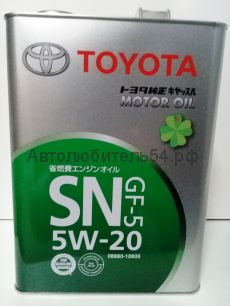 TOYOTA
トヨタ純正キヤッスル
MOTOR OIL
Автолюбитель54.рф
省燃費エンジンオイル
SN GF-5
5W-20
08880-10605